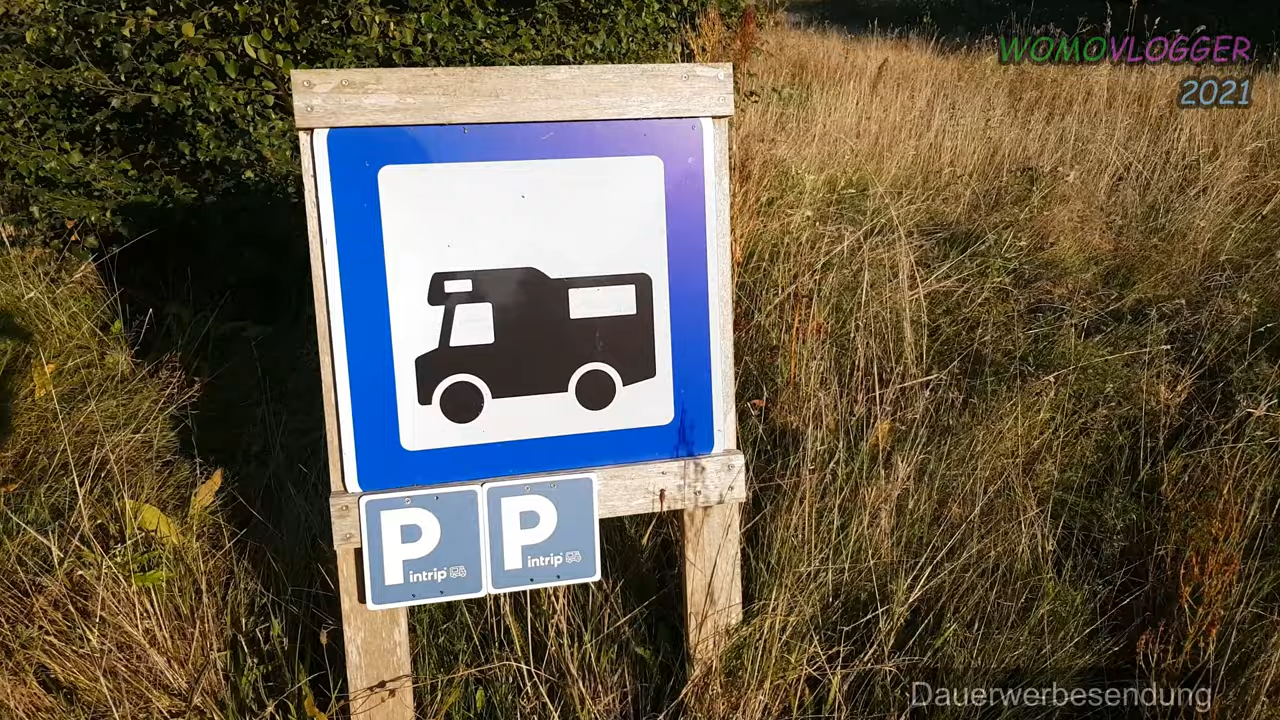 WOMOVLOGGER
2021
P
intrip
P
intrip
Dauerwerbesendung